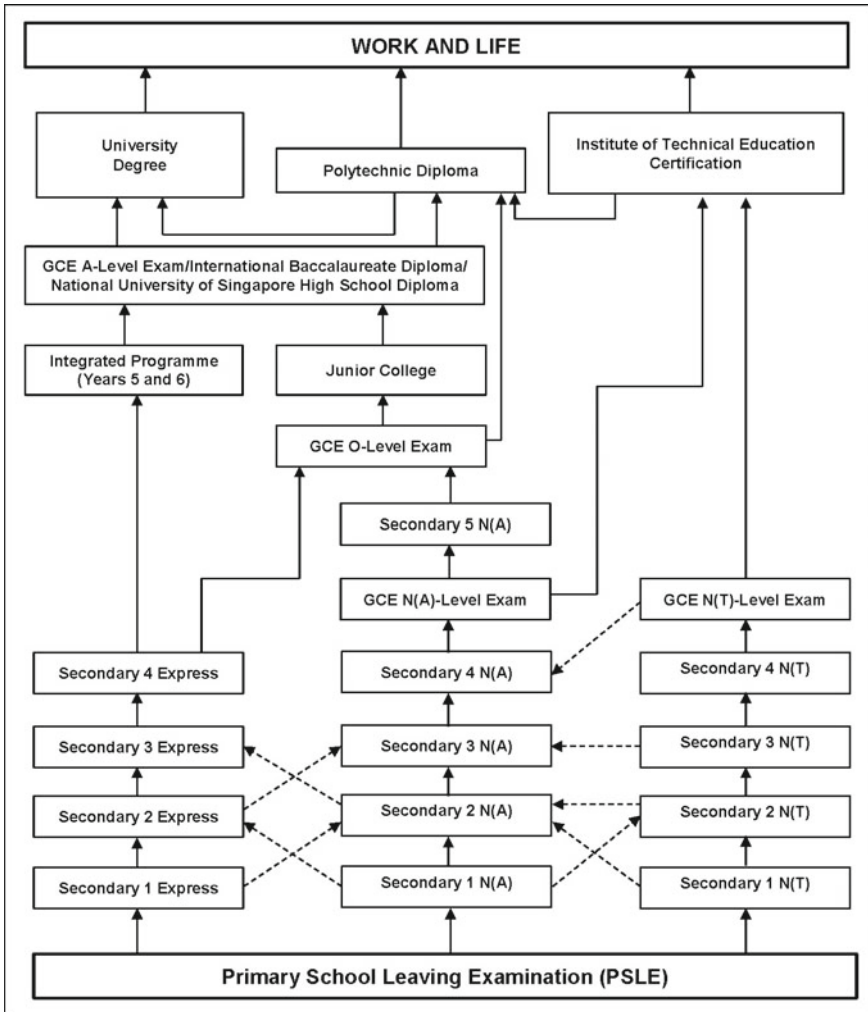 WORK AND LIFE
University
Degree
Polytechnic Diploma
Institute of Technical Education
Certification
GCE A-Level Exam/International Baccalaureate Diploma/
National University of Singapore High School Diploma
Integrated Programme
(Years 5 and 6)
Junior College
GCE O-Level Exam
Secondary 5 N(A)
GCE N(A)-Level Exam
GCE N(T)-Level Exam
Secondary 4 Express
Secondary 4 N(A)
Secondary 4 N(T)
Secondary 3 Express
Secondary 3 N(A)
Secondary 3 N(T)
Secondary 2 Express
Secondary 2 N(A)
Secondary 2 N(T)
Secondary 1 Express
Secondary 1 N(A)
Secondary 1 N(T)
Primary School Leaving Examination (PSLE)